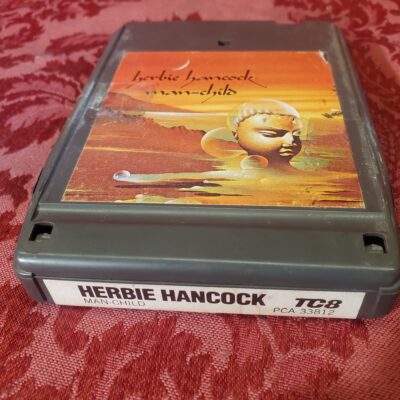 herbie hancock
man-child
HERBIE HANCOCK TC8
MAN-CHILD PCA 33812